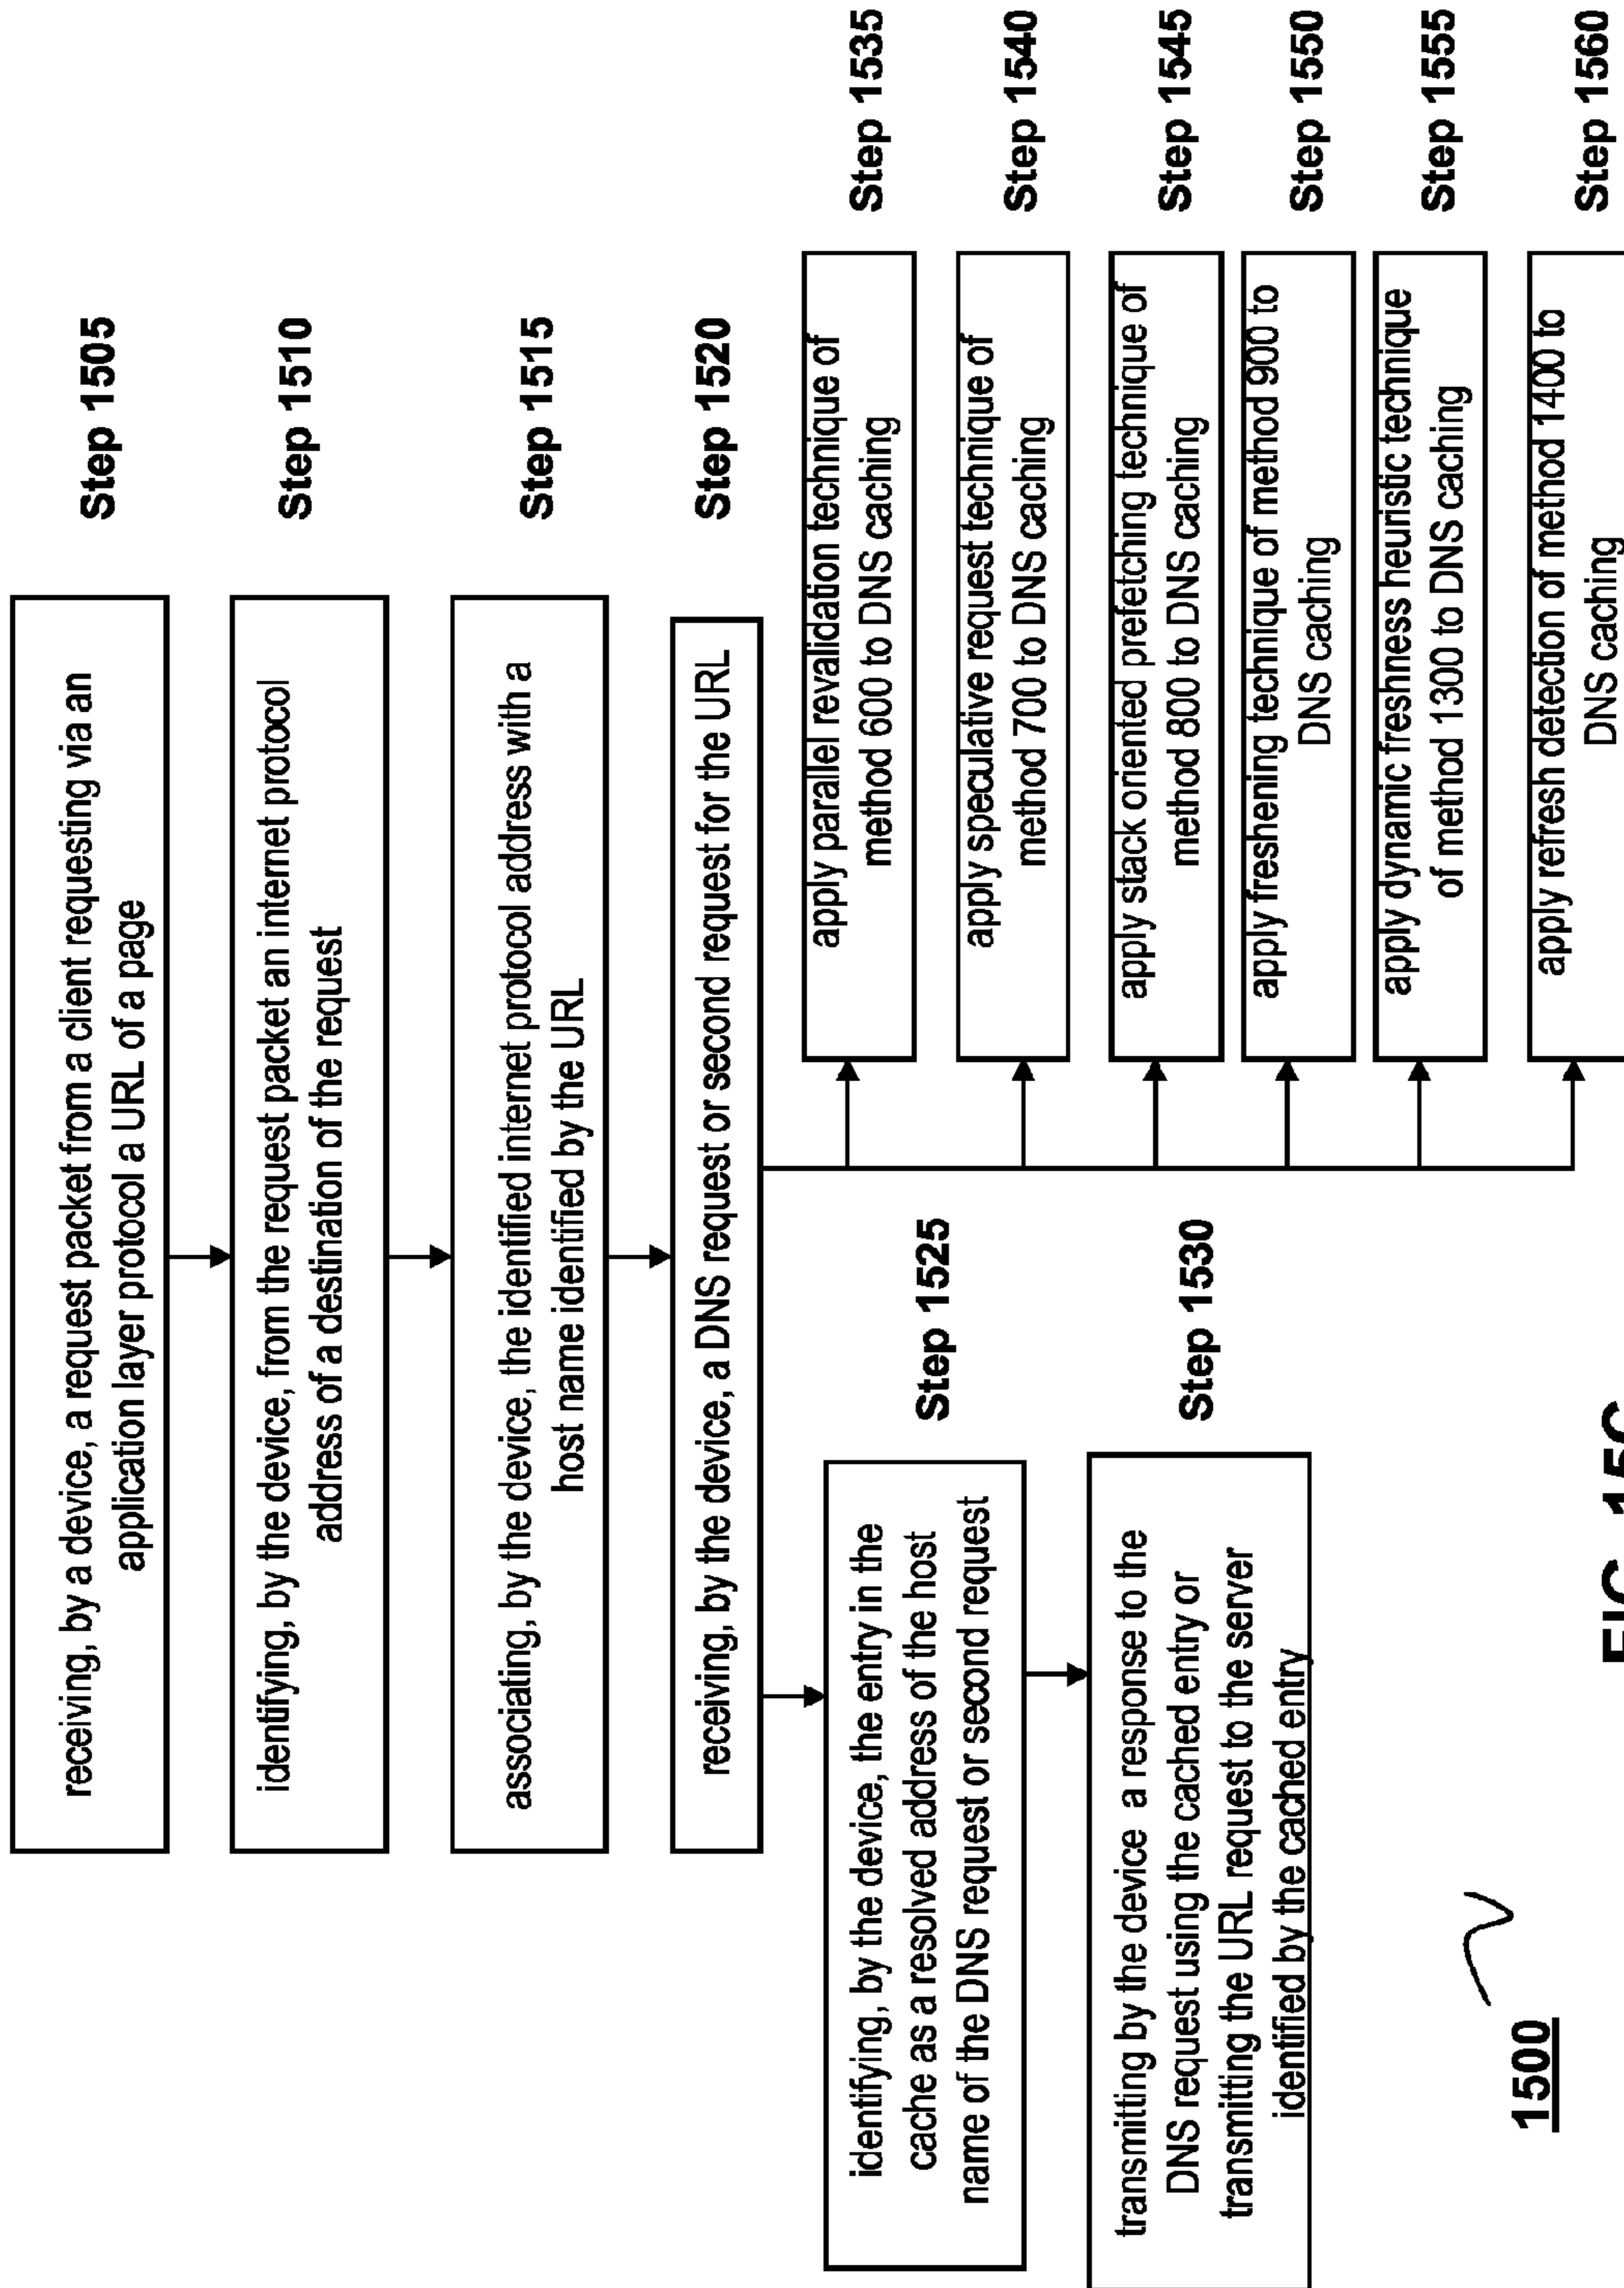 receiving, by a device, a request packet from a client requesting via an
application layer protocol a URL of a page
Step 1505
identifying, by the device, from the request packet an internet protocol
address of a destination of the request
Step 1510
associating, by the device, the identified internet protocol address with a
host name identified by the URL
Step 1515
receiving, by the device, a DNS request or second request for the URL
Step 1520
identifying, by the device, the entry in the
cache as a resolved address of the host
name of the DNS request or second request
Step 1525
transmitting by the device a response to the
DNS request using the cached entry or
transmitting the URL request to the server
identified by the cached entry
Step 1530
apply parallel revalidation technique of
method 600 to DNS caching
Step 1535
apply speculative request technique of
method 700 to DNS caching
Step 1540
apply stack oriented prefetching technique of
method 800 to DNS caching
Step 1545
apply freshening technique of method 900 to
DNS caching
Step 1550
apply dynamic freshness heuristic technique
of method 1300 to DNS caching
Step 1555
apply refresh detection of method 1400 to
DNS caching
Step 1560
1500
FIG. 15C